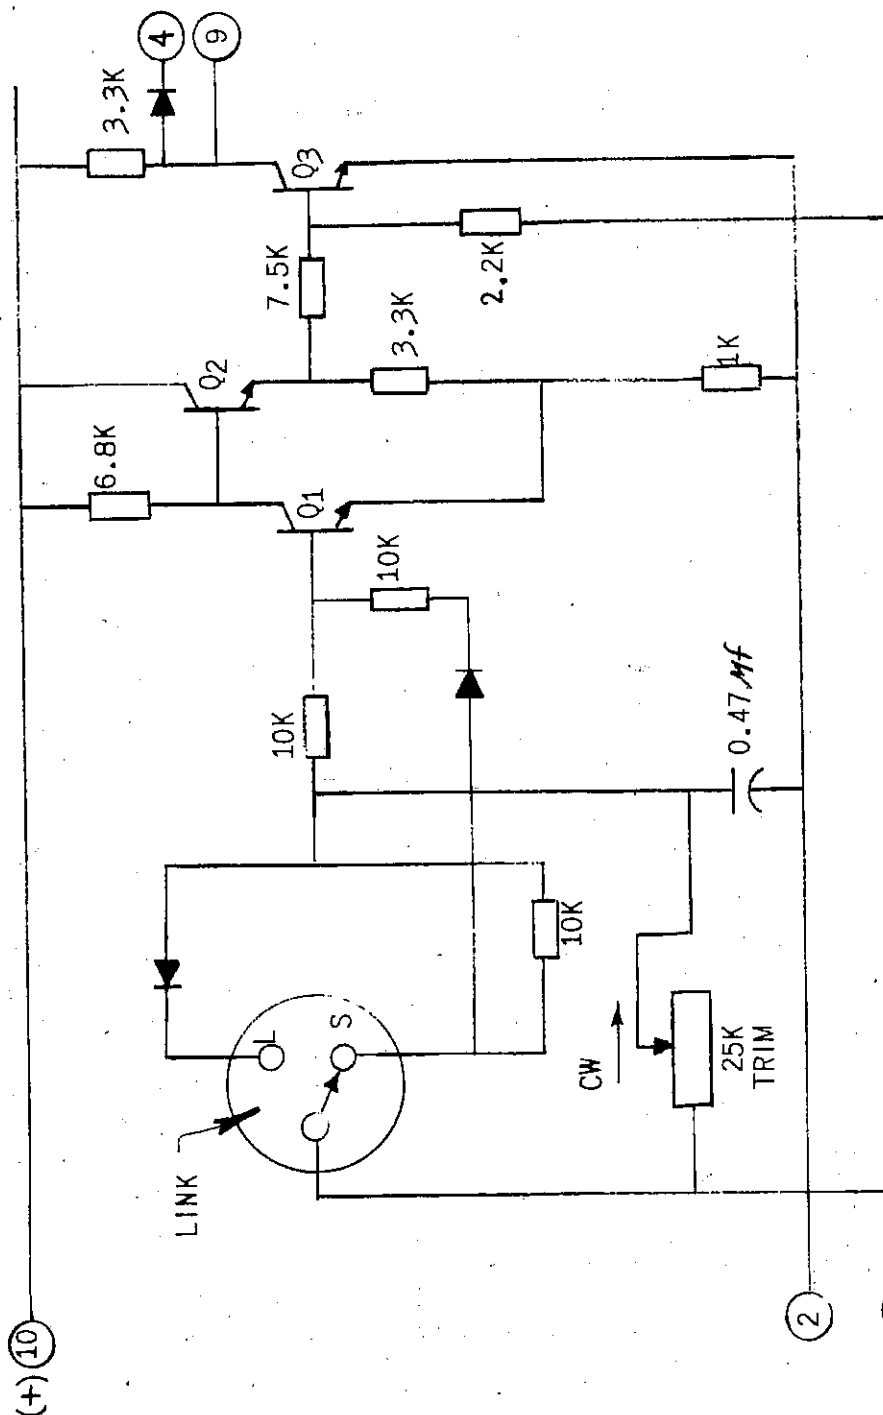 (+) 10
2
LINK
L
S
CW
25K
TRIM
10K
10K
0.47 Mf
10K
6.8K
Q1
Q2
3.3K
1K
7.5K
2.2K
3.3K
Q3
4
9